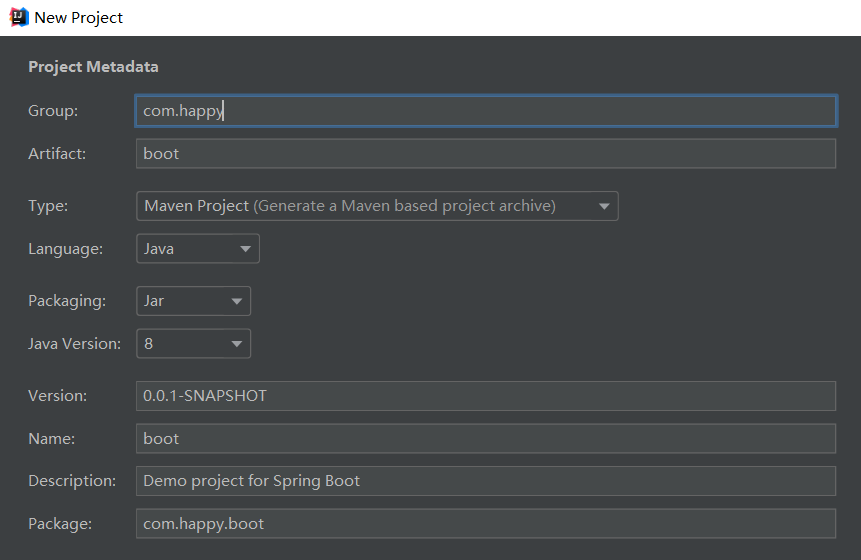 New Project
Project Metadata
Group: com.happy
Artifact: boot
Type: Maven Project (Generate a Maven based project archive)
Language: Java
Packaging: Jar
Java Version: 8
Version: 0.0.1-SNAPSHOT
Name: boot
Description: Demo project for Spring Boot
Package: com.happy.boot